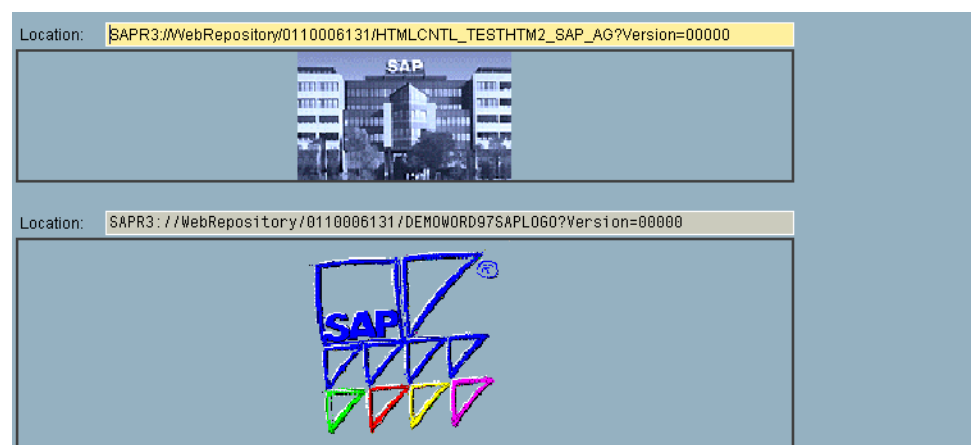 Location: SAPR3://WebRepository/0110006131/HTMLCNTL_TESTHTM2_SAP_AG?Version=00000
SAP
Location: SAPR3://WebRepository/0110006131/DEMOWORD97SAPLOGO?Version=00000
®
SAP